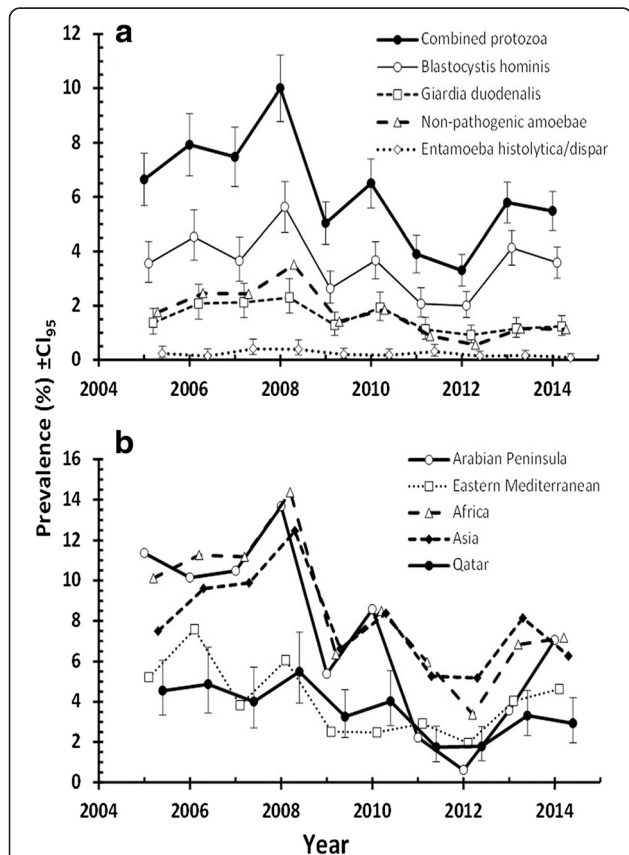 a
12
10
8
6
4
2
0
Combined protozoa
Blastocystis hominis
Giardia duodenalis
Non-pathogenic amoebae
Entamoeba histolytica/dispar
2004 2006 2008 2010 2012 2014
Prevalence (%) ±CI95
b
16
14
12
10
8
6
4
2
0
Arabian Peninsula
Eastern Mediterranean
Africa
Asia
Qatar
2004 2006 2008 2010 2012 2014
Year